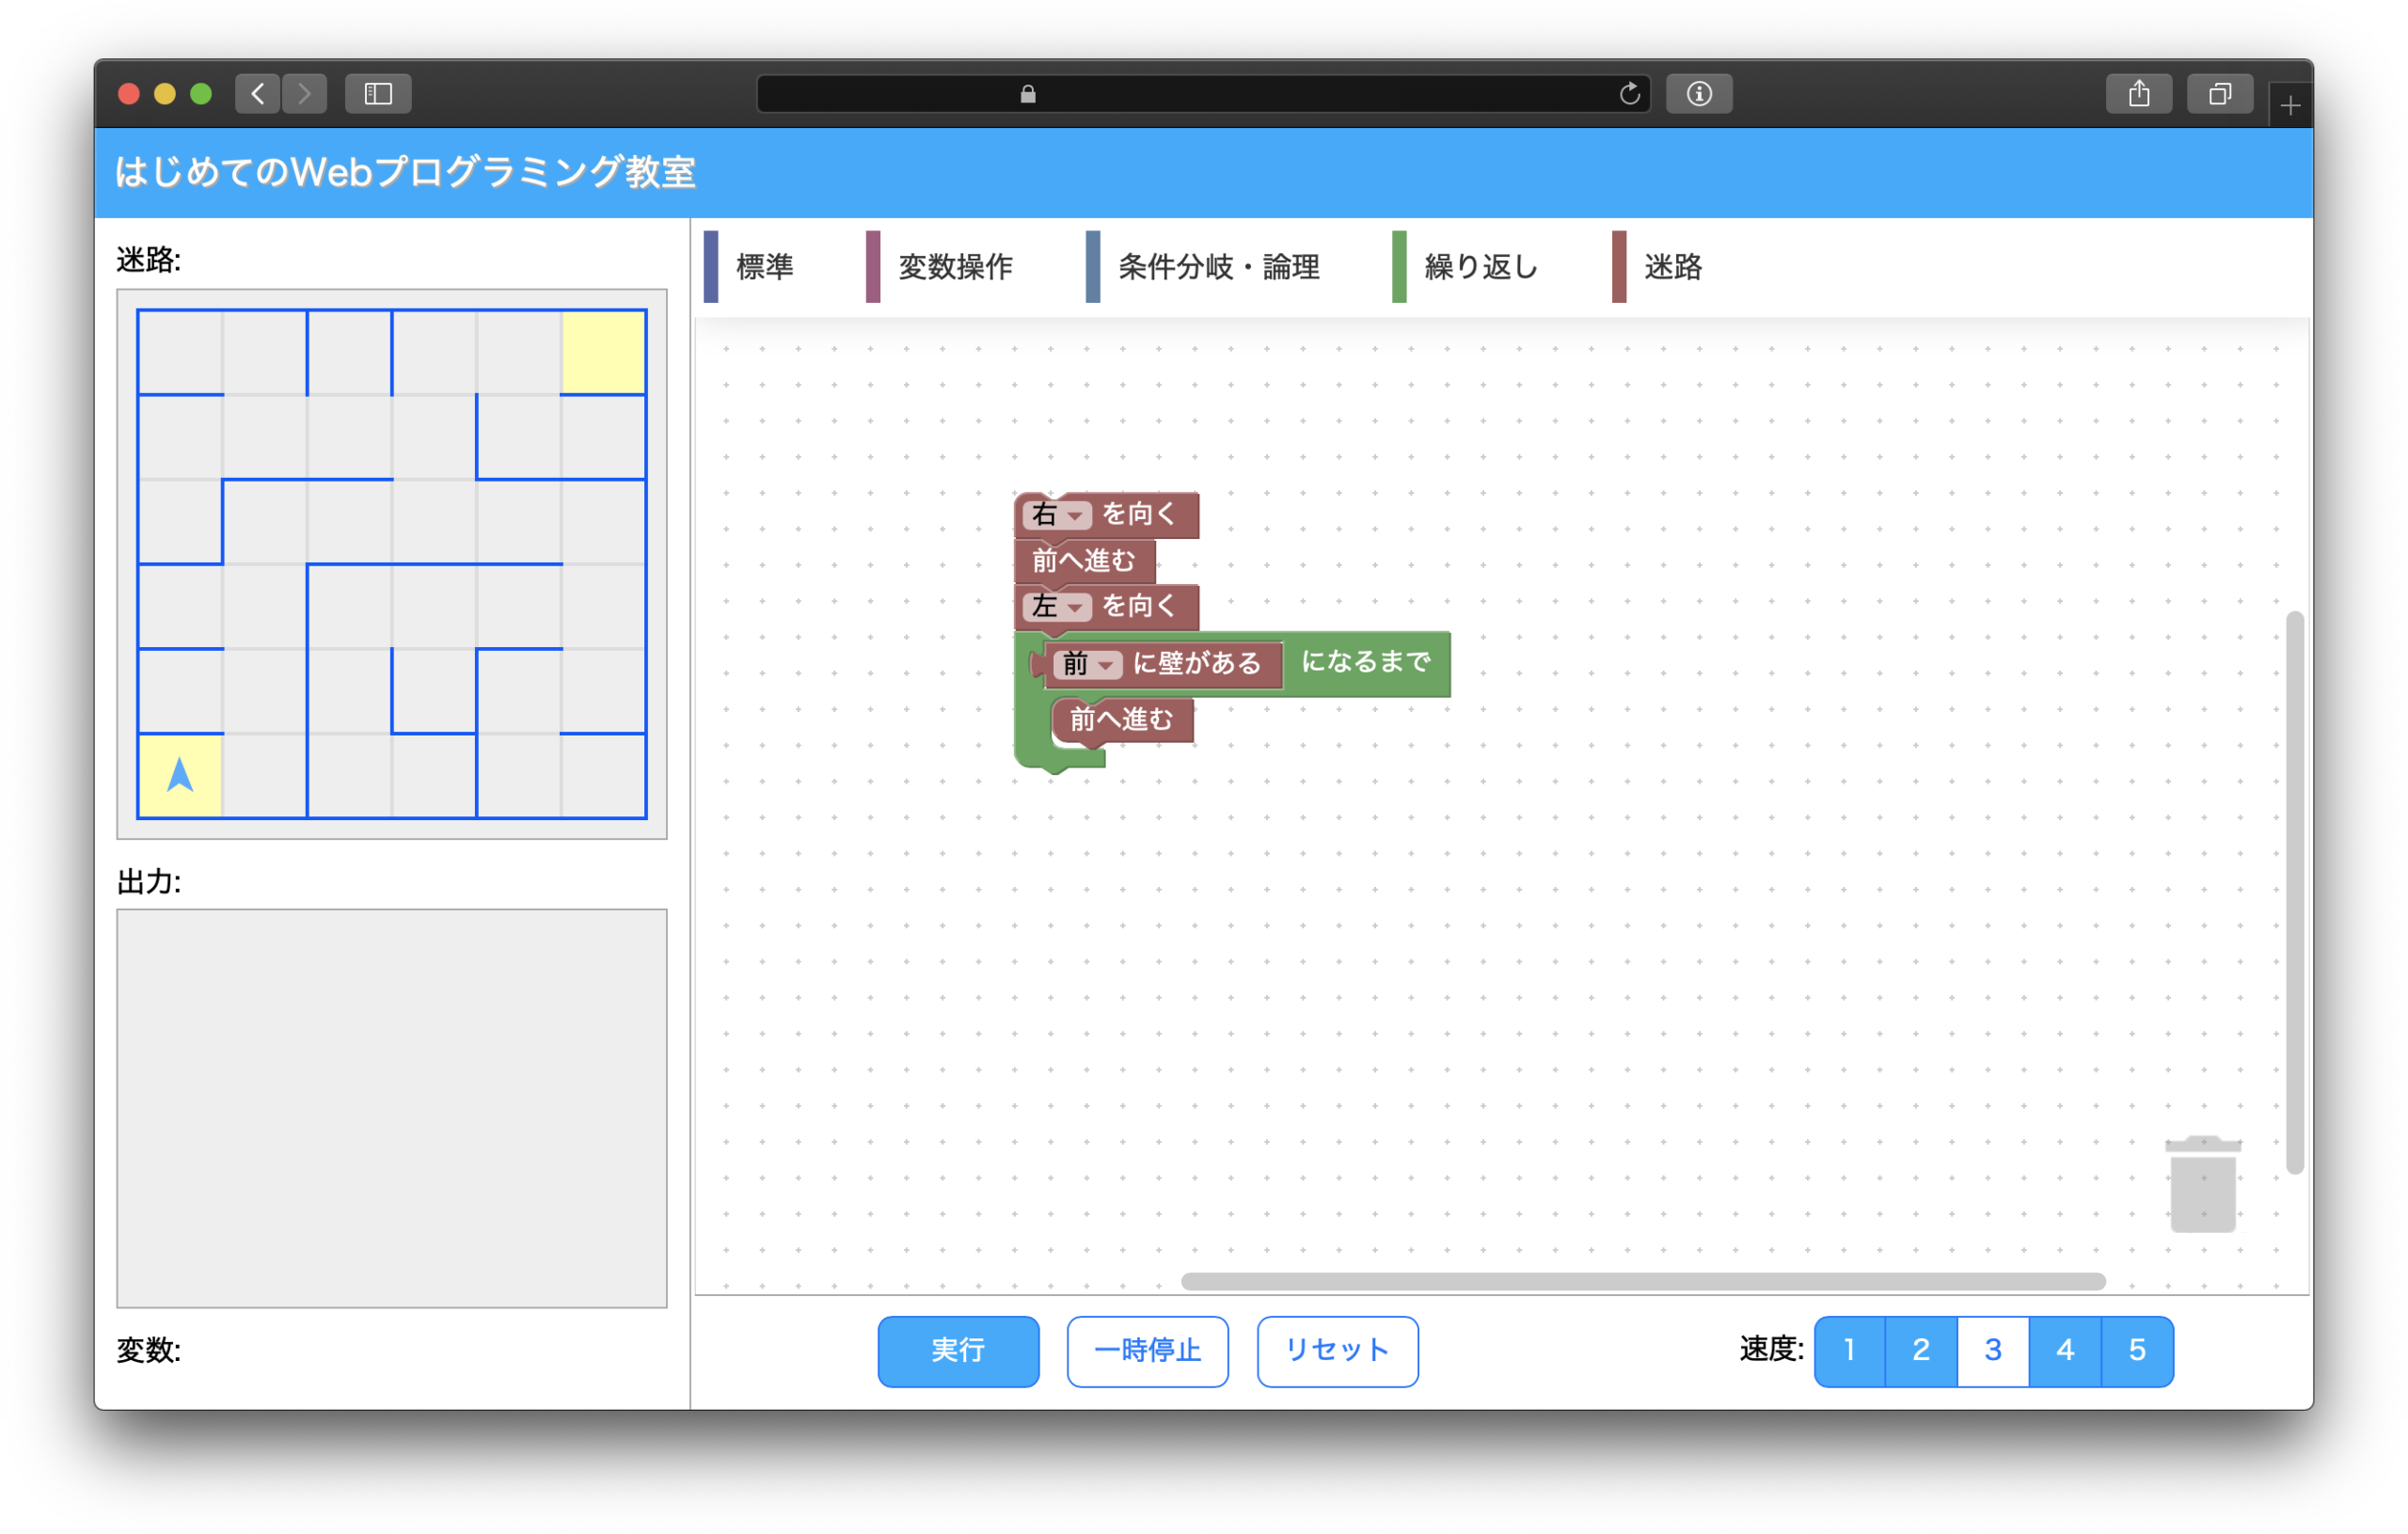 はじめてのWebプログラミング教室
迷路:
標準
変数操作
条件分岐・論理
繰り返し
迷路
右 を向く
前へ進む
左 を向く
前 に壁がある になるまで
前へ進む
出力:
変数:
実行
一時停止
リセット
速度: 1 2 3 4 5